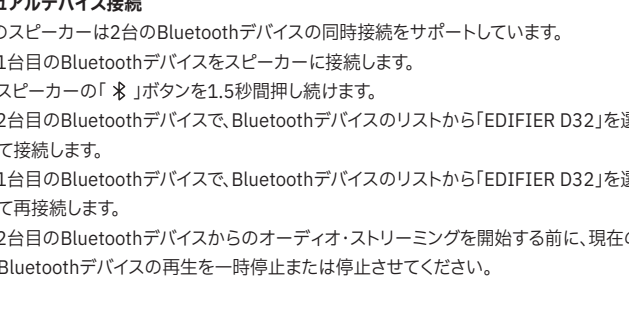 アルデバイス接続
スピーカーは2台のBluetoothデバイスの同時接続をサポートしています。
1台目のBluetoothデバイスをスピーカーに接続します。
スピーカーの「」ボタンを1.5秒間押し続けます。
2台目のBluetoothデバイスで、Bluetoothデバイスのリストから「EDIFIER D32」を
て接続します。
1台目のBluetoothデバイスで、Bluetoothデバイスのリストから「EDIFIER D32」を
て再接続します。
2台目のBluetoothデバイスからのオーディオ・ストリーミングを開始する前に、現在の
Bluetoothデバイスの再生を一時停止または停止させてください。